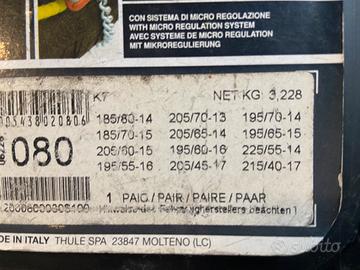 CON SISTEMA DI MICRO REGOLAZIONE
WITH MICRO REGULATION SYSTEM
AVEC SYSTEME DE MICRO REGULATION
MIT MIKROREGULIERUNG
NET KG 3,228
185/80-14 205/70-13 195/70-14
185/70-15 205/65-14 195/65-15
205/60-15 195/60-16 225/55-14
195/55-16 205/45-17 215/40-17
080
1 PAIO/PAIR/PAIRE/PAAR
beachten !
DE IN ITALY THULE SPA 23847 MOLTENO (LC)
subito